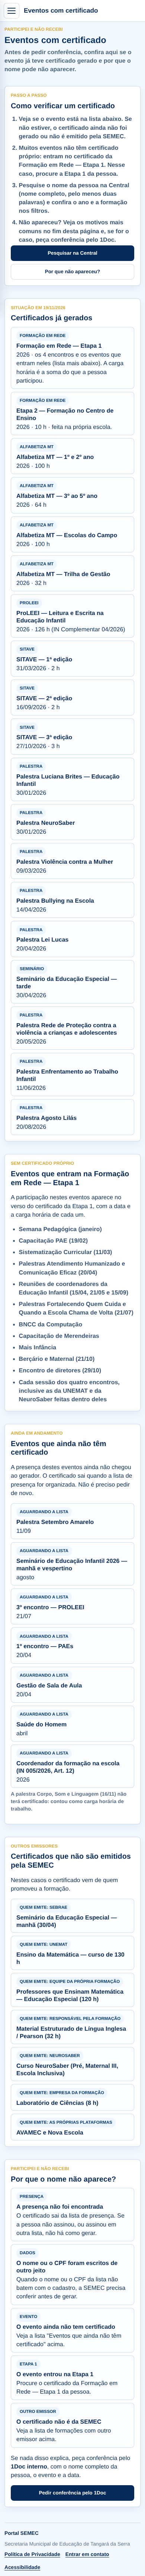 Eventos com certificado
PARTICIPEI E NÃO RECEBI
Eventos com certificado
Antes de pedir conferência, confira aqui se o
evento já teve certificado gerado e por que o
nome pode não aparecer.
PASSO A PASSO
Como verificar um certificado
1. Veja se o evento está na lista abaixo. Se
não estiver, o certificado ainda não foi
gerado ou não é emitido pela SEMEC.
2. Muitos eventos não têm certificado
próprio: entram no certificado da
Formação em Rede — Etapa 1. Nesse
caso, procure a Etapa 1 da pessoa.
3. Pesquise o nome da pessoa na Central
(nome completo, pelo menos duas
palavras) e confira o ano e a formação
nos filtros.
4. Não apareceu? Veja os motivos mais
comuns no fim desta página e, se for o
caso, peça conferência pelo 1Doc.
Pesquisar na Central
Por que não apareceu?
Certificados já gerados
FORMAÇÃO EM REDE
Formação em Rede — Etapa 1
2026 · os 4 encontros e os eventos que
entram neles (lista mais abaixo). A carga
horária é a soma do que a pessoa
participou.
FORMAÇÃO EM REDE
Etapa 2 — Formação no Centro de
Ensino
2026 · 10 h · feita na própria escola.
ALFABETIZA MT
Alfabetiza MT — 1º e 2º ano
2026 · 100 h
ALFABETIZA MT
Alfabetiza MT — 3º ao 5º ano
2026 · 64 h
ALFABETIZA MT
Alfabetiza MT — Escolas do Campo
2026 · 100 h
ALFABETIZA MT
Alfabetiza MT — Trilha de Gestão
2026 · 32 h
PROLEEI
ProLEEI — Leitura e Escrita na
Educação Infantil
2026 · 126 h (IN Complementar 04/2026)
SITAVE
SITAVE — 1ª edição
31/03/2026 · 2 h
SITAVE
SITAVE — 2ª edição
16/09/2026 · 2 h
SITAVE
SITAVE — 3ª edição
27/10/2026 · 3 h
PALESTRA
Palestra Luciana Brites — Educação
Infantil
30/01/2026
PALESTRA
Palestra NeuroSaber
30/01/2026
PALESTRA
Palestra Violência contra a Mulher
09/03/2026
PALESTRA
Palestra Bullying na Escola
14/04/2026
PALESTRA
Palestra Lei Lucas
20/04/2026
SEMINÁRIO
Seminário da Educação Especial —
tarde
30/04/2026
PALESTRA
Palestra Rede de Proteção contra a
violência a crianças e adolescentes
20/05/2026
PALESTRA
Palestra Enfrentamento ao Trabalho
Infantil
11/06/2026
PALESTRA
Palestra Agosto Lilás
20/08/2026
SEM CERTIFICADO PRÓPRIO
Eventos que entram na Formação
em Rede — Etapa 1
A participação nestes eventos aparece no
verso do certificado da Etapa 1, com a data e
a carga horária de cada um.
• Semana Pedagógica (janeiro)
• Capacitação PAE (19/02)
• Sistematização Curricular (11/03)
• Palestras Atendimento Humanizado e
Comunicação Eficaz (20/04)
• Reuniões de coordenadores da
Educação Infantil (15/04, 21/05 e 15/09)
• Palestras Fortalecendo Quem Cuida e
Quando a Escola Chama de Volta (21/07)
• BNCC da Computação
• Capacitação de Merendeiras
• Mais Infância
• Berçário e Maternal (21/10)
• Encontro de diretores (29/10)
• Cada sessão dos quatro encontros,
inclusive as da UNEMAT e da
NeuroSaber feitas dentro deles
AINDA EM ANDAMENTO
Eventos que ainda não têm
certificado
A presença destes eventos ainda não chegou
ao gerador. O certificado sai quando a lista de
presença for organizada. Não é preciso pedir
de novo.
AGUARDANDO A LISTA
Palestra Setembro Amarelo
11/09
AGUARDANDO A LISTA
Seminário de Educação Infantil 2026 —
manhã e vespertino
agosto
AGUARDANDO A LISTA
3º encontro — PROLEEI
21/07
AGUARDANDO A LISTA
1º encontro — PAEs
20/04
AGUARDANDO A LISTA
Gestão de Sala de Aula
20/04
AGUARDANDO A LISTA
Saúde do Homem
abril
AGUARDANDO A LISTA
Coordenador da formação na escola
(IN 005/2026, Art. 12)
2026
A palestra Corpo, Som e Linguagem (16/11) não
terá certificado: contou como carga horária de
trabalho.
OUTROS EMISSORES
Certificados que não são emitidos
pela SEMEC
Nestes casos o certificado vem de quem
promoveu a formação.
QUEM EMITE: SEBRAE
Seminário da Educação Especial —
manhã (30/04)
QUEM EMITE: UNEMAT
Ensino da Matemática — curso de 130
h
QUEM EMITE: EQUIPE DA PRÓPRIA FORMAÇÃO
Professores que Ensinam Matemática
— Educação Especial (120 h)
QUEM EMITE: RESPONSÁVEL PELA FORMAÇÃO
Material Estruturado de Língua Inglesa
/ Pearson (32 h)
QUEM EMITE: NEUROSABER
Curso NeuroSaber (Pré, Maternal III,
Escola Inclusiva)
QUEM EMITE: EMPRESA DA FORMAÇÃO
Laboratório de Ciências (8 h)
QUEM EMITE: AS PRÓPRIAS PLATAFORMAS
AVAMEC e Nova Escola
PARTICIPEI E NÃO RECEBI
Por que o nome não aparece?
PRESENÇA
A presença não foi encontrada
O certificado sai da lista de presença. Se
a pessoa não assinou, ou assinou em
outra lista, não há como gerar.
DADOS
O nome ou o CPF foram escritos de
outro jeito
Quando o nome ou o CPF da lista não
batem com o cadastro, a SEMEC precisa
conferir antes de gerar.
EVENTO
O evento ainda não tem certificado
Veja a lista "Eventos que ainda não têm
certificado" acima.
ETAPA 1
O evento entrou na Etapa 1
Procure o certificado da Formação em
Rede — Etapa 1 da pessoa.
OUTRO EMISSOR
O certificado não é da SEMEC
Veja a lista de formações com outro
emissor acima.
Se nada disso explica, peça conferência pelo
1Doc interno, com o nome completo da
pessoa, o evento e a data.
Pedir conferência pelo 1Doc
Portal SEMEC
Secretaria Municipal de Educação de Tangará da Serra
Política de Privacidade Entrar em contato
Acessibilidade